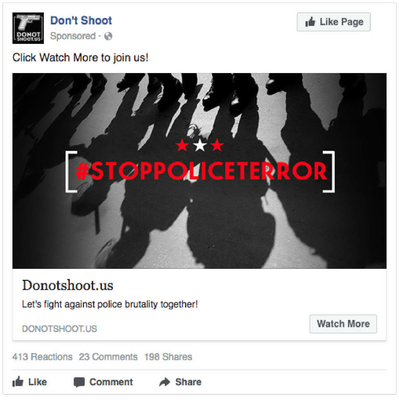 DONOT
SHOOT.US
Don't Shoot
Sponsored ·
Like Page
Click Watch More to join us!
[#STOPPOLICETERROR]
Donotshoot.us
Let's fight against police brutality together!
DONOTSHOOT.US
Watch More
413 Reactions 23 Comments 198 Shares
Like Comment Share